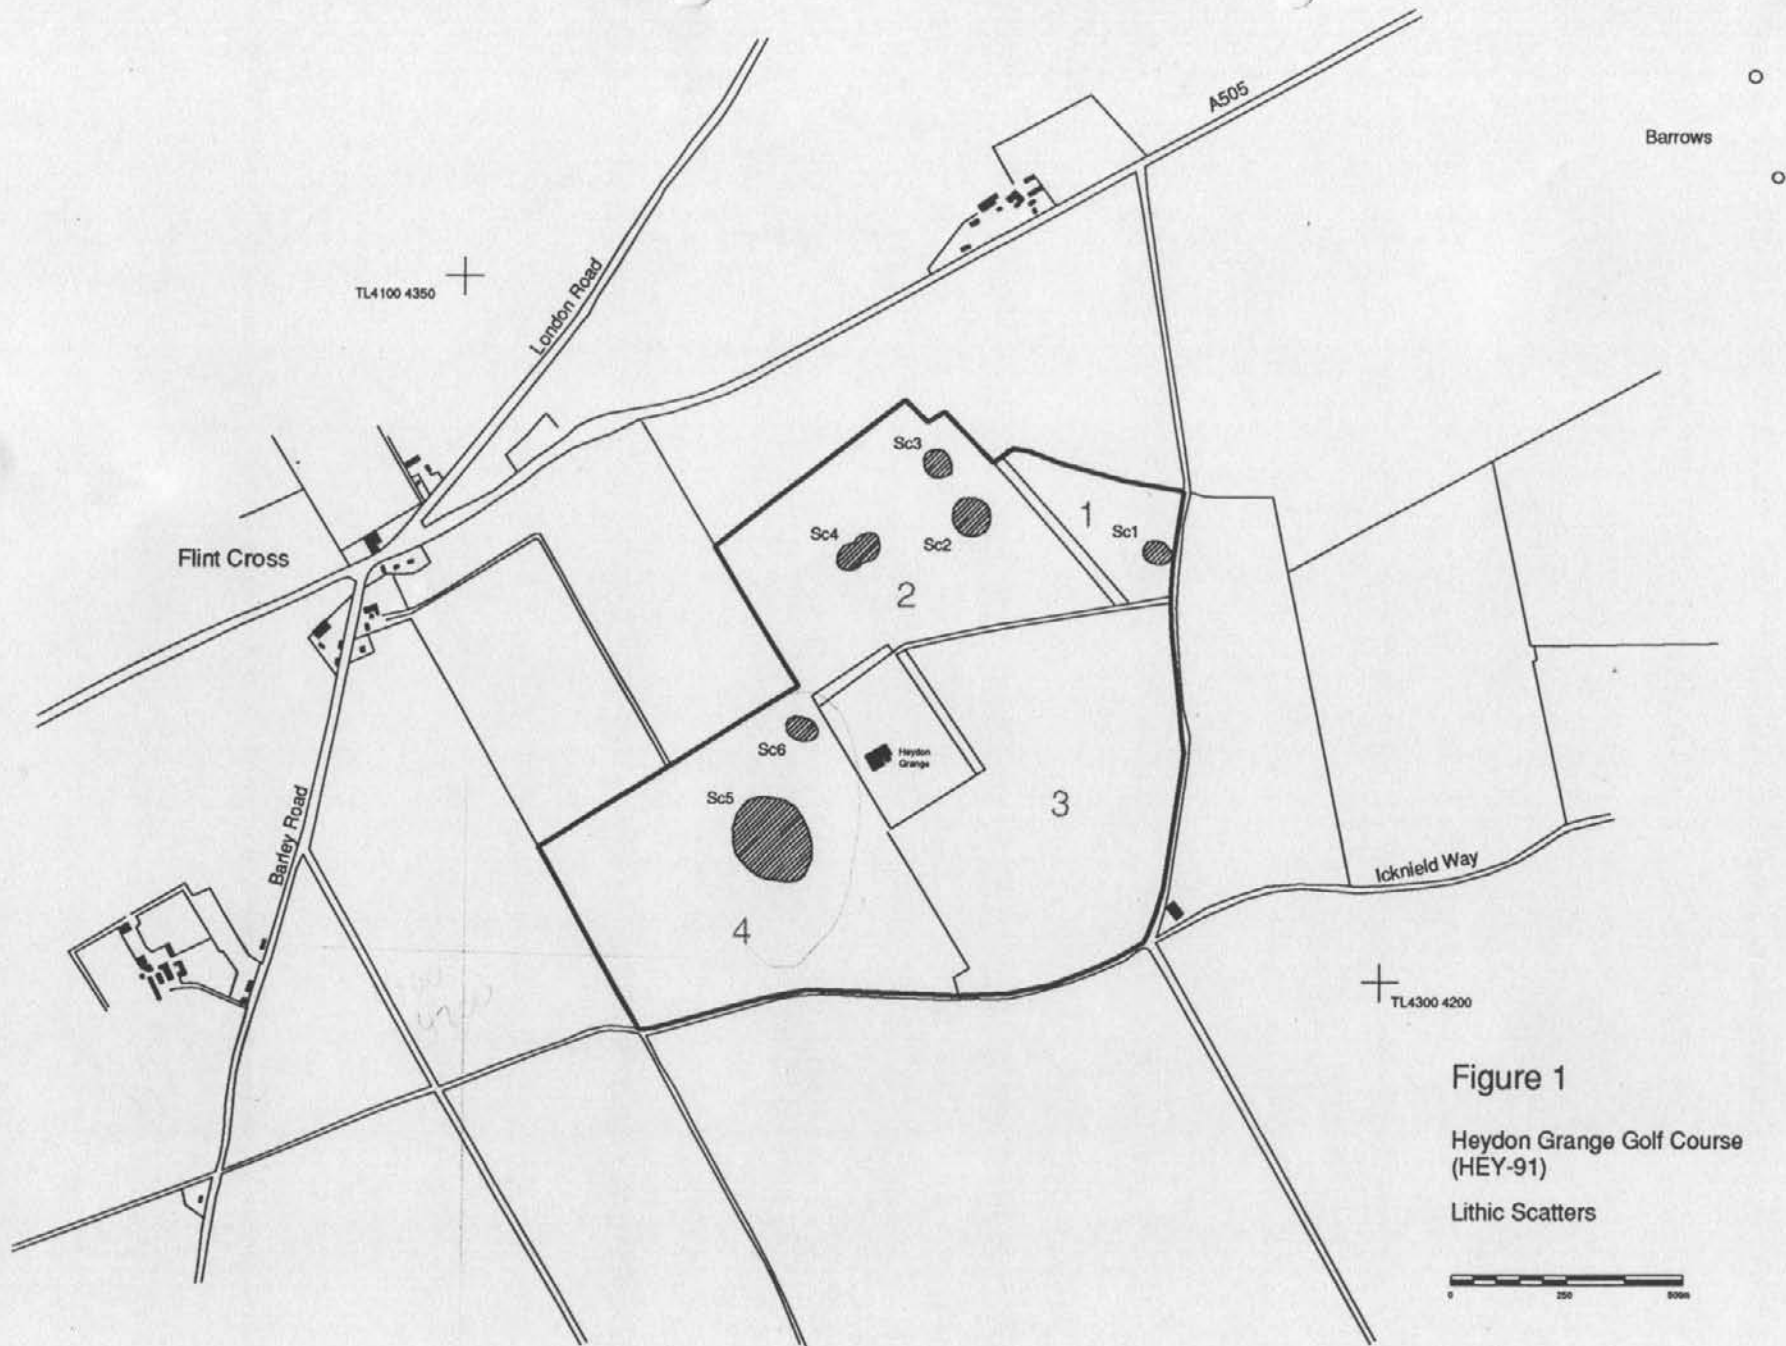 A505
Barrows
TL4100 4350
London Road
Sc3
1
Sc4
Sc2
Sc1
Flint Cross
2
Sc6
Heydon
Grange
Sc5
3
Barley Road
Icknield Way
4
TL4300 4200
Figure 1
Heydon Grange Golf Course
(HEY-91)
Lithic Scatters
0 250 500m